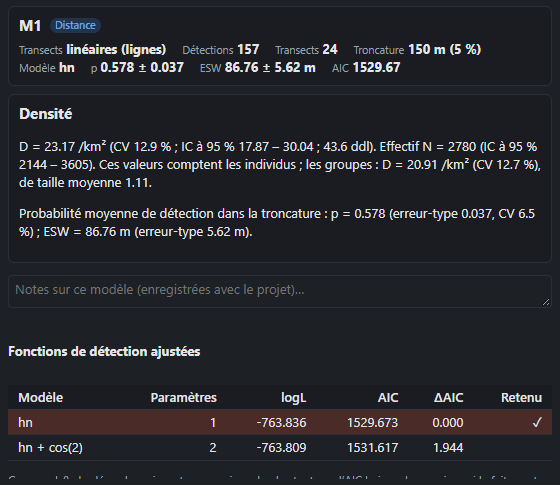 M1 Distance
Transects linéaires (lignes) Détections 157 Transects 24 Troncature 150 m (5 %)
Modèle hn p 0.578 ± 0.037 ESW 86.76 ± 5.62 m AIC 1529.67
Densité
D = 23.17 /km² (CV 12.9 % ; IC à 95 % 17.87 – 30.04 ; 43.6 ddl). Effectif N = 2780 (IC à 95 %
2144 – 3605). Ces valeurs comptent les individus ; les groupes : D = 20.91 /km² (CV 12.7 %),
de taille moyenne 1.11.
Probabilité moyenne de détection dans la troncature : p = 0.578 (erreur-type 0.037, CV 6.5
%) ; ESW = 86.76 m (erreur-type 5.62 m).
Notes sur ce modèle (enregistrées avec le projet)…
Fonctions de détection ajustées
Modèle Paramètres logL AIC ΔAIC Retenu
hn 1 -763.836 1529.673 0.000 ✓
hn + cos(2) 2 -763.809 1531.617 1.944